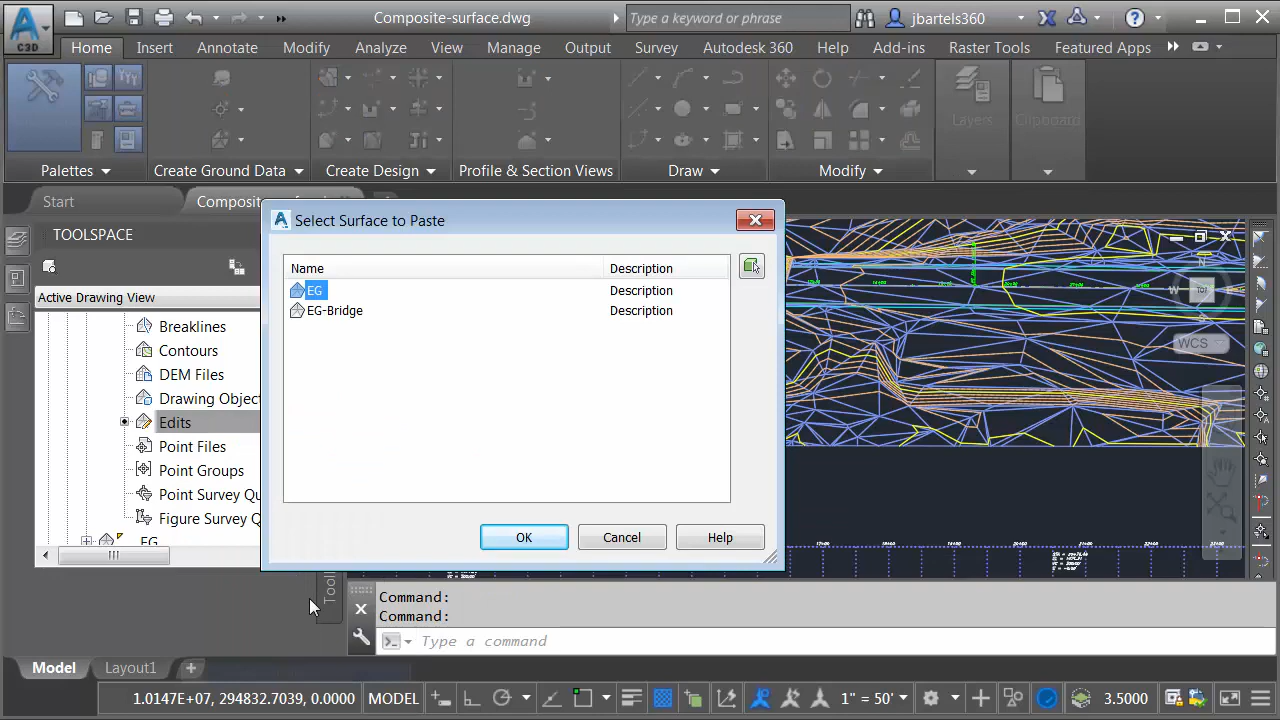 C3D
Composite-surface.dwg
Type a keyword or phrase
jbartels360
Home Insert Annotate Modify Analyze View Manage Output Survey Autodesk 360 Help Add-ins Raster Tools Featured Apps
Layers Clipboard
Palettes Create Ground Data Create Design Profile & Section Views Draw Modify
Start
TOOLSPACE
Active Drawing View
Breaklines
Contours
DEM Files
Drawing Objec
Edits
Point Files
Point Groups
Point Survey Qu
Figure Survey Q
EG
Select Surface to Paste
Name Description
EG Description
EG-Bridge Description
OK Cancel Help
N
W TOP
WCS
Command:
Command:
Type a command
Model Layout1 +
1.0147E+07, 294832.7039, 0.0000 MODEL 1" = 50' 3.5000